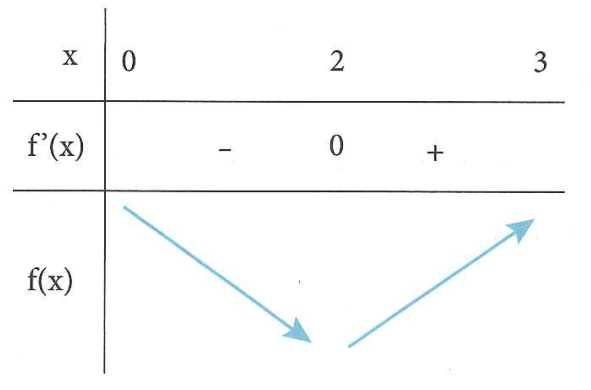 x 0 2 3
f’(x) – 0 +
f(x)